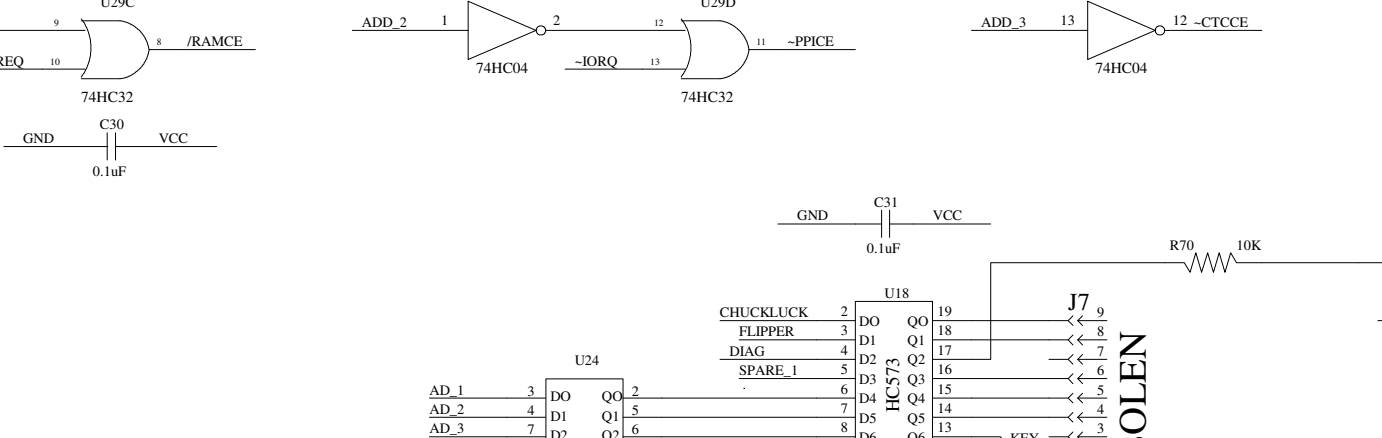 U29C
9
8 /RAMCE
REQ 10
74HC32
ADD_2 1 2 12
74HC04
~IORQ 13
U29D
11 ~PPICE
74HC32
ADD_3 13 12 ~CTCCE
74HC04
C30
GND VCC
0.1uF
C31
GND VCC
0.1uF
R70 10K
U18
J7
CHUCKLUCK 2 DO QO 19 9
FLIPPER 3 D1 Q1 18 8
DIAG 4 D2 Q2 17 7
SPARE_1 5 D3 Q3 16 6
6 D4 Q4 15 5
7 D5 Q5 14 4
8 D6 Q6 13 KEY 3
HC573
OLEN
U24
AD_1 3 DO QO 2
AD_2 4 D1 Q1 5
AD_3 7 D2 Q2 6